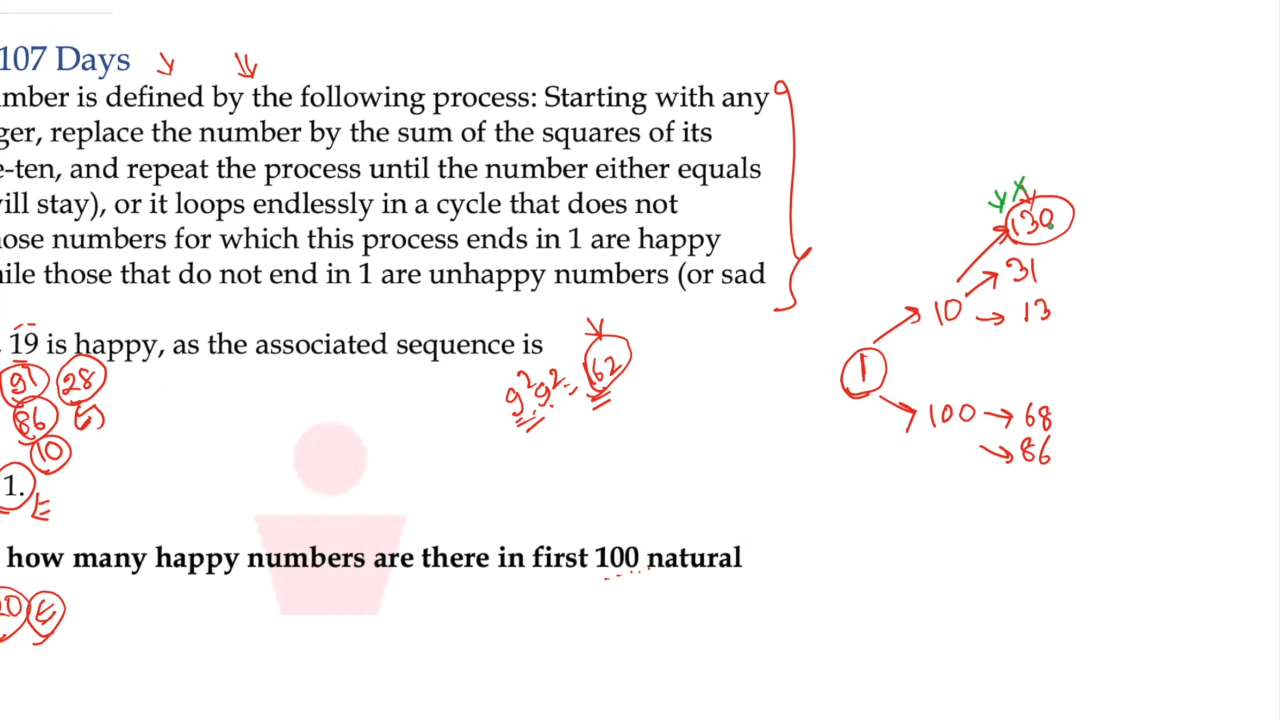 107 Days
mber is defined by the following process: Starting with any
ger, replace the number by the sum of the squares of its
e-ten, and repeat the process until the number either equals
vill stay), or it loops endlessly in a cycle that does not
hose numbers for which this process ends in 1 are happy
hile those that do not end in 1 are unhappy numbers (or sad
130
31
10 → 13
19 is happy, as the associated sequence is
91 28
9² 9² = 162
1
86
100 → 68
→ 86
10
1.
how many happy numbers are there in first 100 natural
20